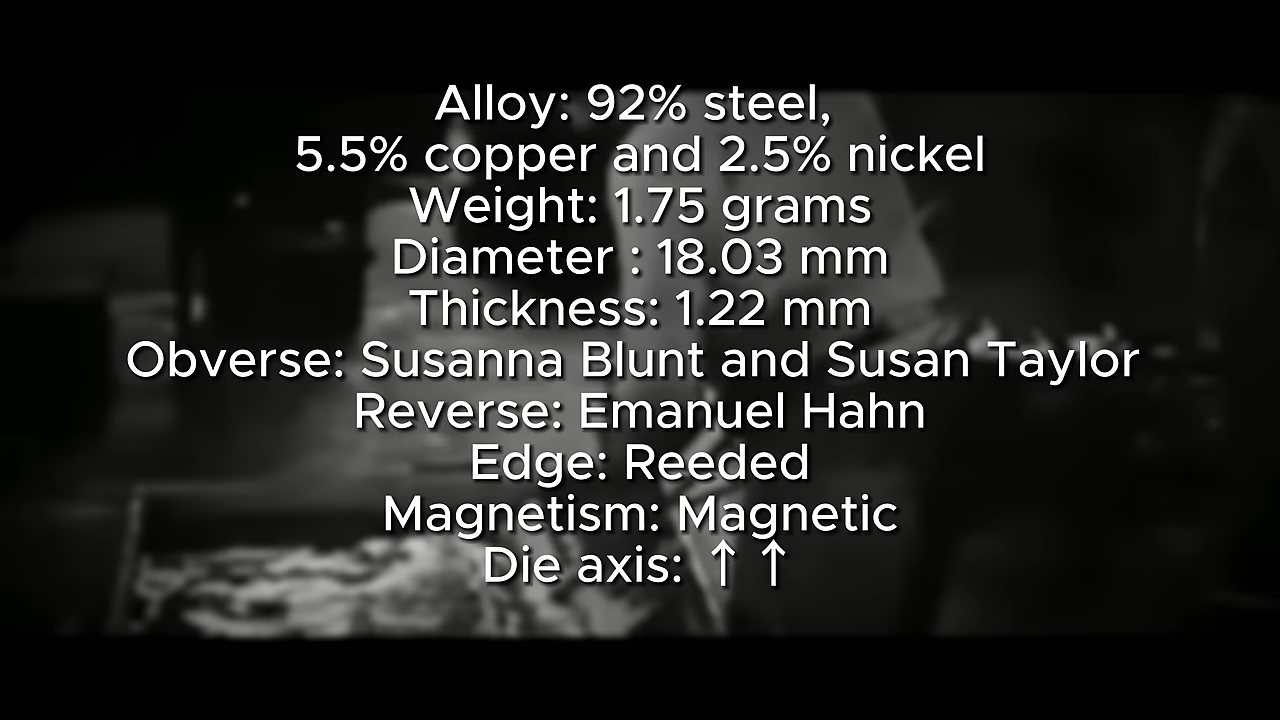 Alloy: 92% steel,
5.5% copper and 2.5% nickel
Weight: 1.75 grams
Diameter : 18.03 mm
Thickness: 1.22 mm
Obverse: Susanna Blunt and Susan Taylor
Reverse: Emanuel Hahn
Edge: Reeded
Magnetism: Magnetic
Die axis: ↑ ↑